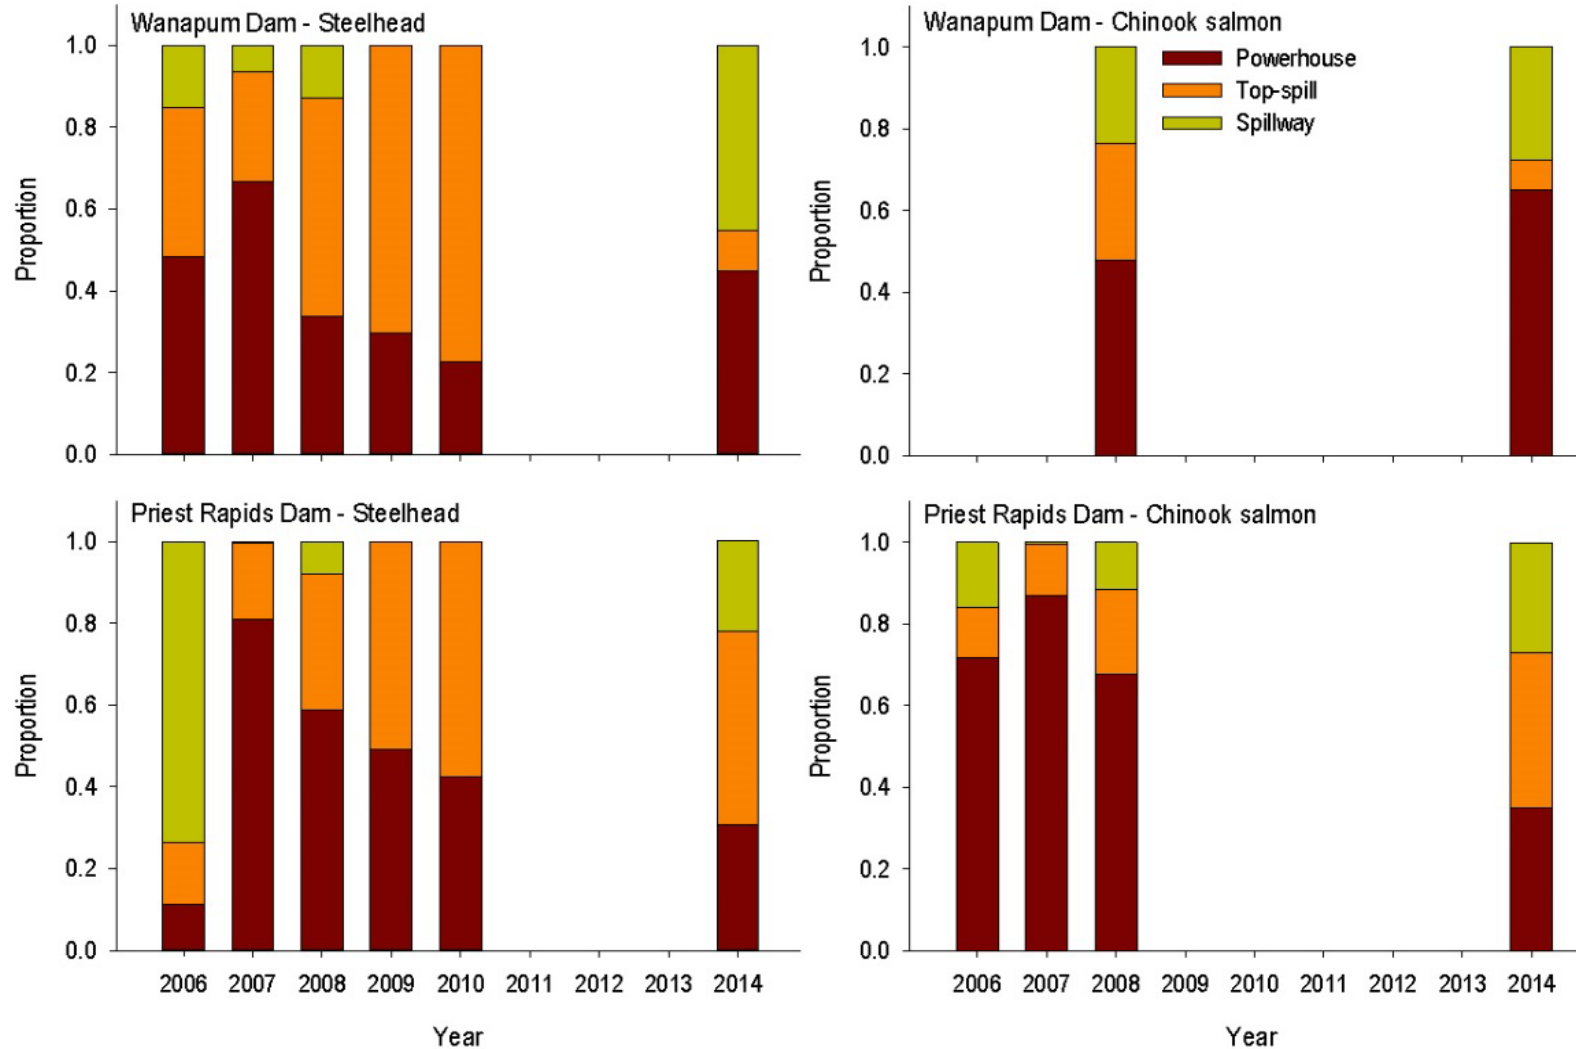 Wanapum Dam - Steelhead
Proportion
1.0
0.8
0.6
0.4
0.2
0.0
Wanapum Dam - Chinook salmon
Powerhouse
Top-spill
Spillway
Proportion
1.0
0.8
0.6
0.4
0.2
0.0
Priest Rapids Dam - Steelhead
Proportion
1.0
0.8
0.6
0.4
0.2
0.0
2006 2007 2008 2009 2010 2011 2012 2013 2014
Year
Priest Rapids Dam - Chinook salmon
Proportion
1.0
0.8
0.6
0.4
0.2
0.0
2006 2007 2008 2009 2010 2011 2012 2013 2014
Year